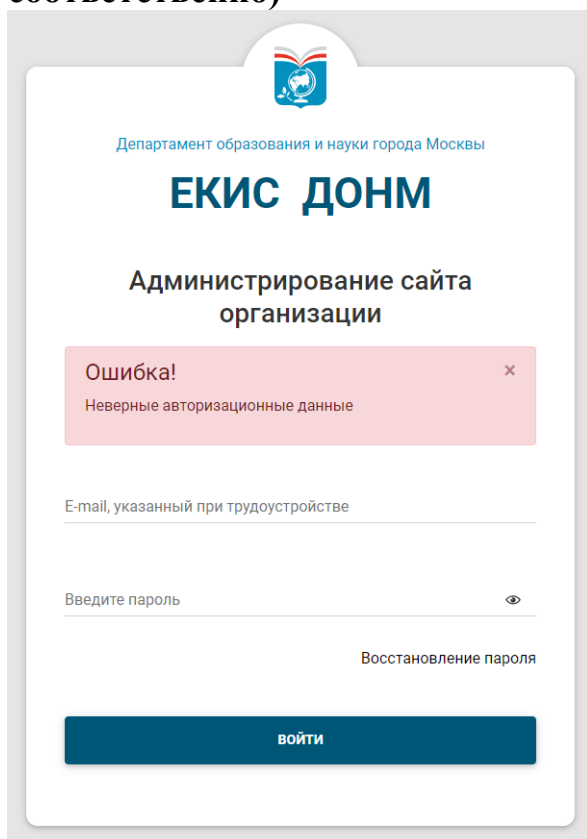 соответственно)
Департамент образования и науки города Москвы
ЕКИС ДОНМ
Администрирование сайта
организации
Ошибка!
×
Неверные авторизационные данные
E-mail, указанный при трудоустройстве
Введите пароль
Восстановление пароля
ВОЙТИ